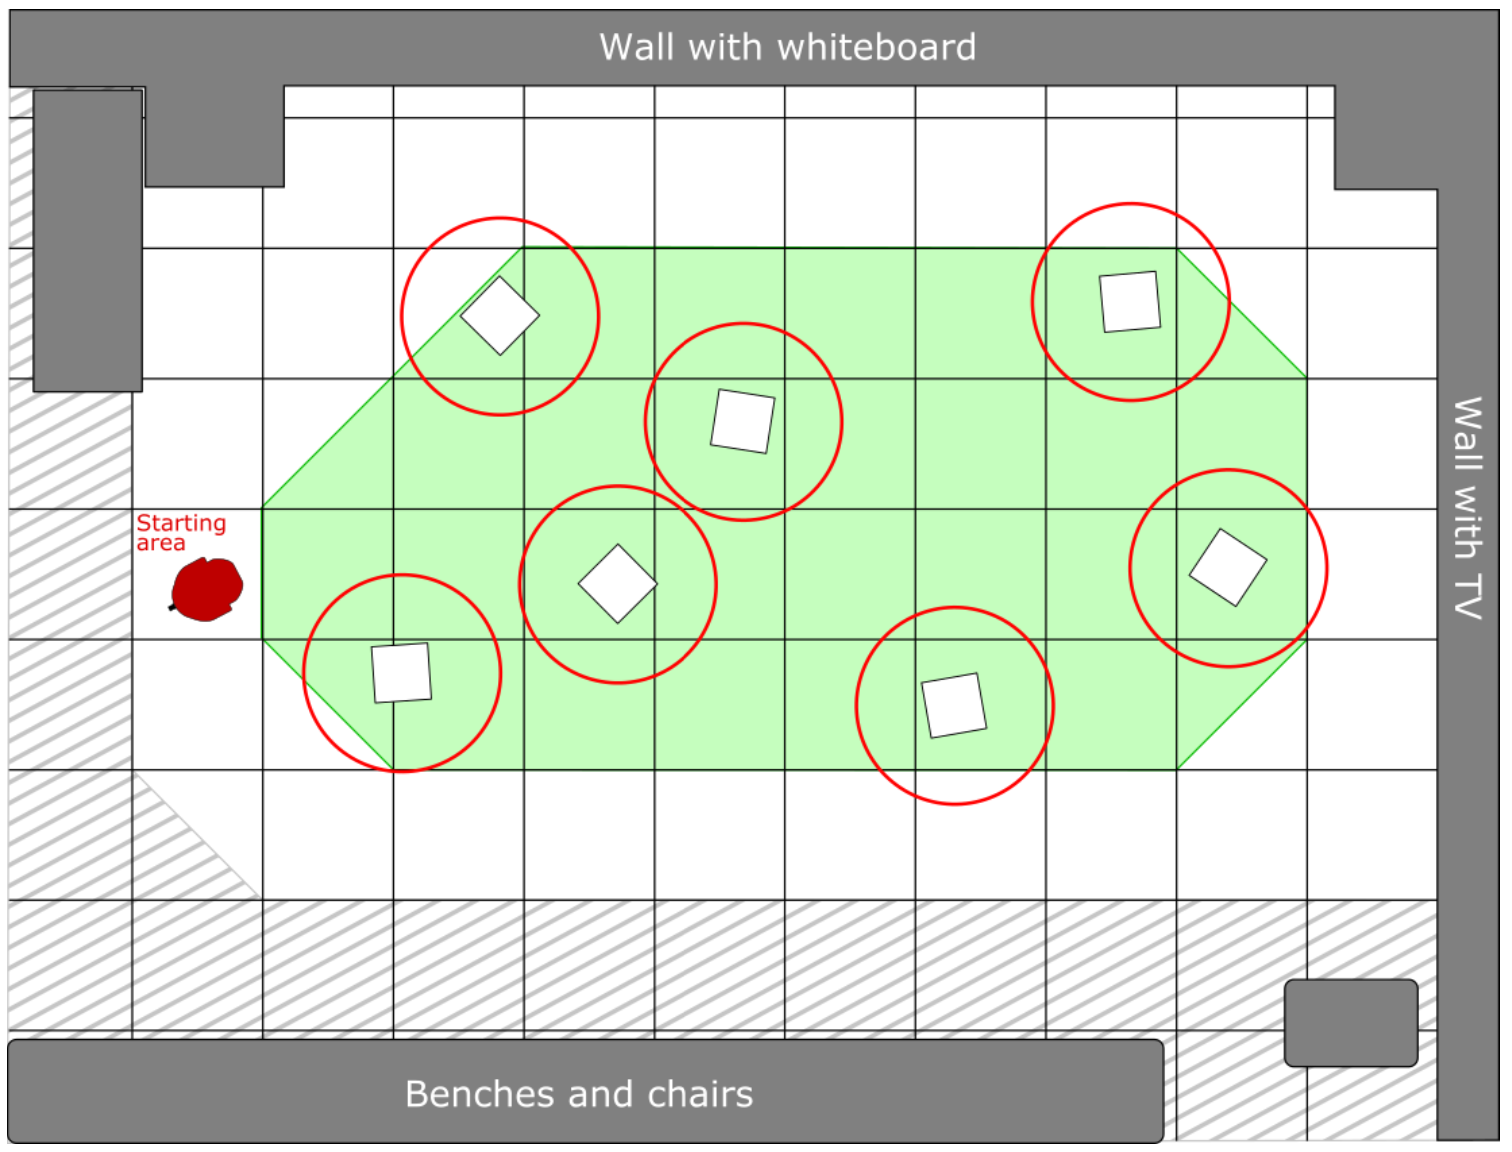 Wall with whiteboard
Wall with TV
Starting
area
Benches and chairs